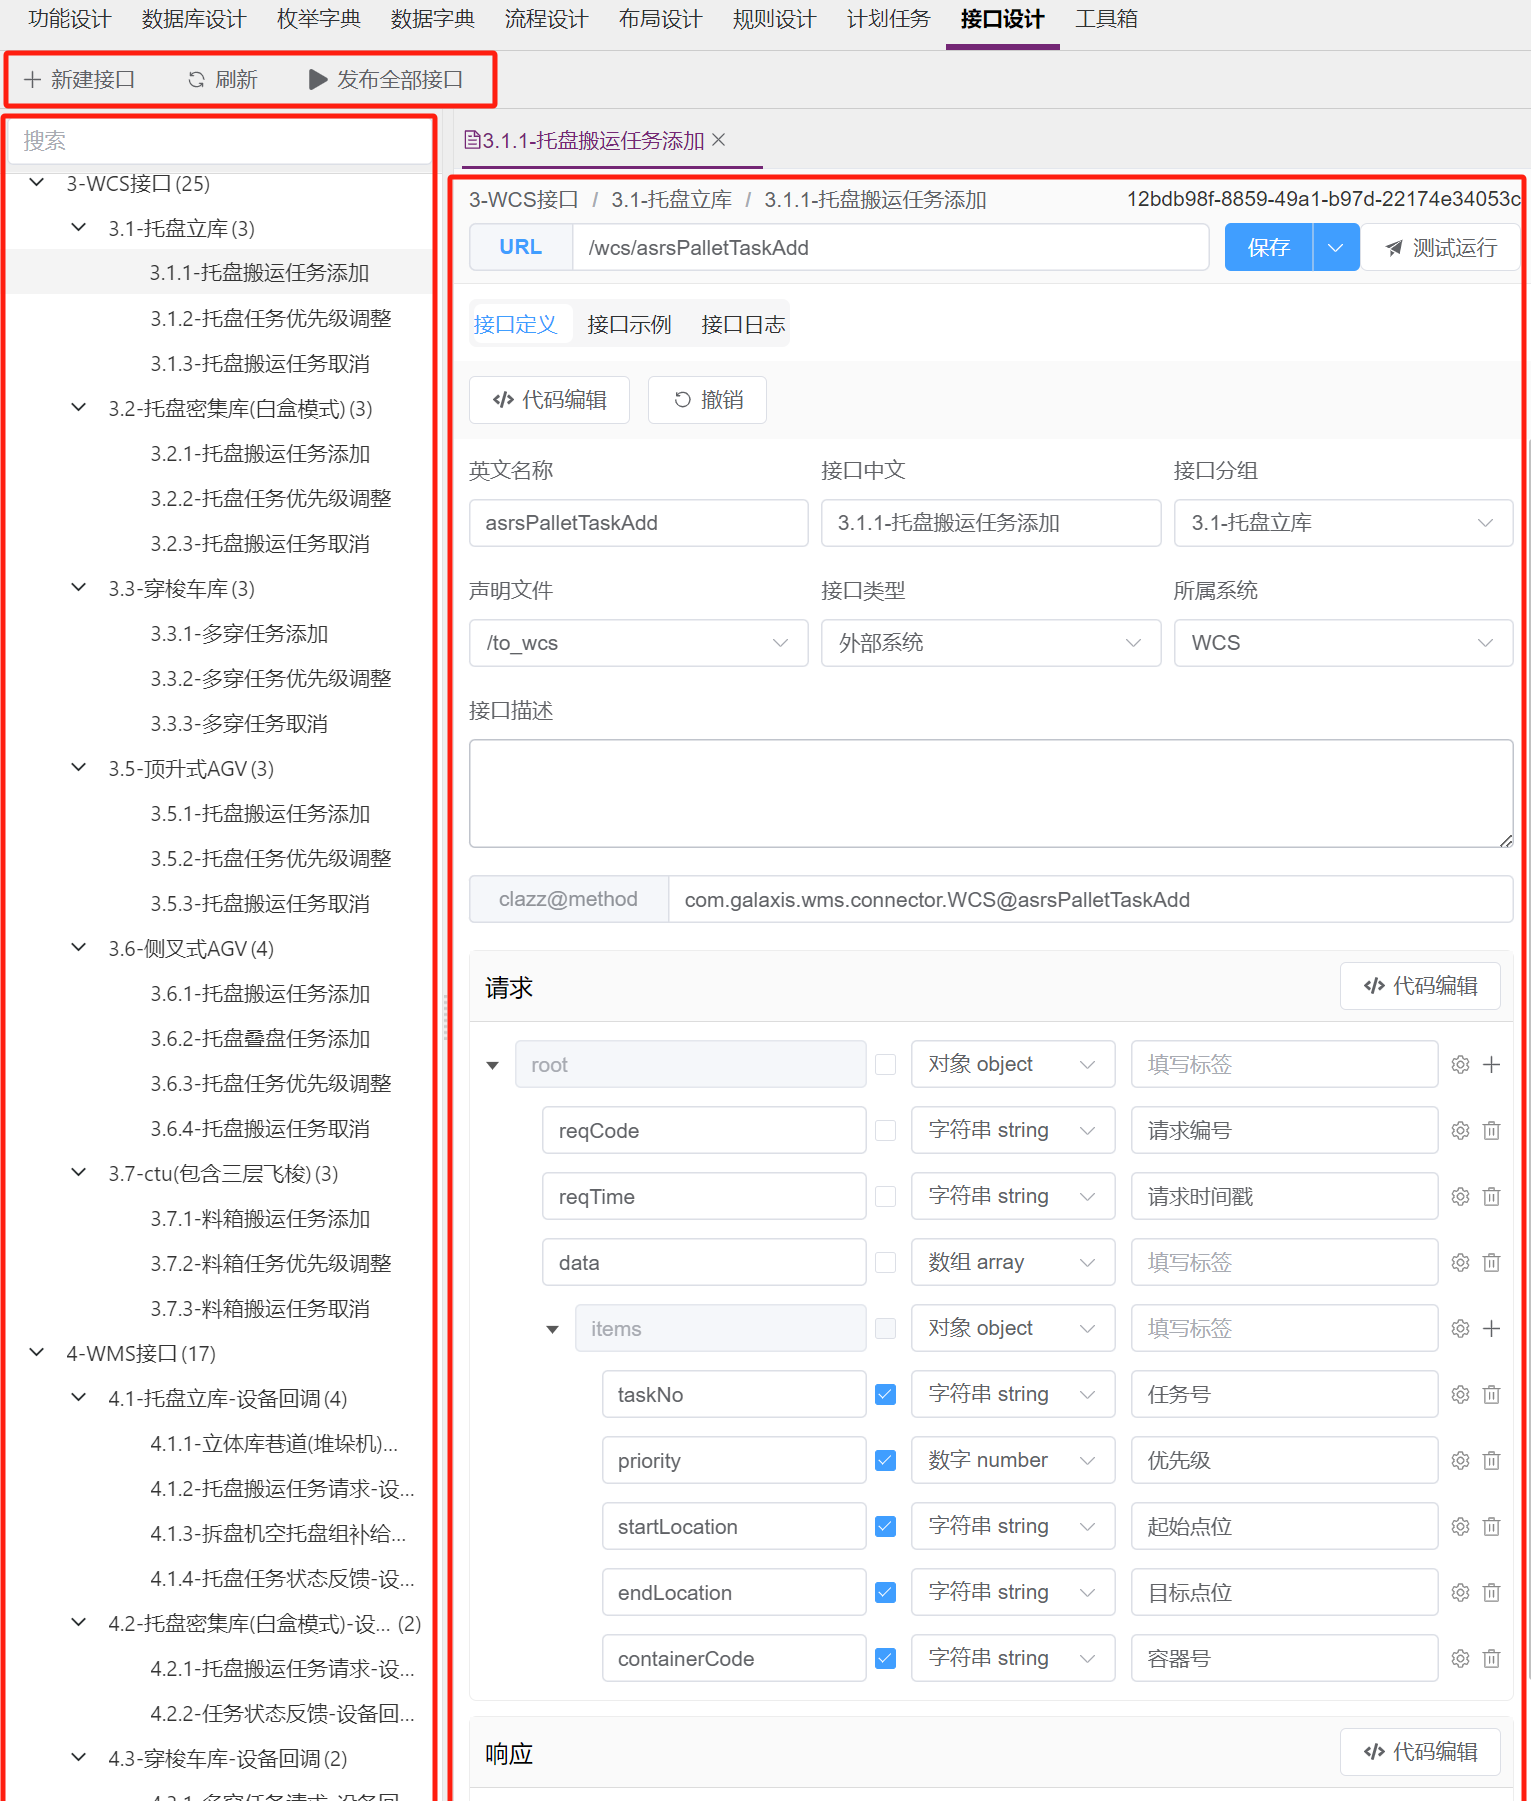 功能设计 数据库设计 枚举字典 数据字典 流程设计 布局设计 规则设计 计划任务 接口设计 工具箱
新建接口 刷新 发布全部接口
搜索
3-WCS接口 (25)
3.1-托盘立库 (3)
3.1.1-托盘搬运任务添加
3.1.2-托盘任务优先级调整
3.1.3-托盘搬运任务取消
3.2-托盘密集库(白盒模式) (3)
3.2.1-托盘搬运任务添加
3.2.2-托盘任务优先级调整
3.2.3-托盘搬运任务取消
3.3-穿梭车库 (3)
3.3.1-多穿任务添加
3.3.2-多穿任务优先级调整
3.3.3-多穿任务取消
3.5-顶升式AGV (3)
3.5.1-托盘搬运任务添加
3.5.2-托盘任务优先级调整
3.5.3-托盘搬运任务取消
3.6-侧叉式AGV (4)
3.6.1-托盘搬运任务添加
3.6.2-托盘叠盘任务添加
3.6.3-托盘任务优先级调整
3.6.4-托盘搬运任务取消
3.7-ctu(包含三层飞梭) (3)
3.7.1-料箱搬运任务添加
3.7.2-料箱任务优先级调整
3.7.3-料箱搬运任务取消
4-WMS接口 (17)
4.1-托盘立库-设备回调 (4)
4.1.1-立体库巷道(堆垛机)...
4.1.2-托盘搬运任务请求-设...
4.1.3-拆盘机空托盘组补给...
4.1.4-托盘任务状态反馈-设...
4.2-托盘密集库(白盒模式)-设... (2)
4.2.1-托盘搬运任务请求-设...
4.2.2-任务状态反馈-设备回...
4.3-穿梭车库-设备回调 (2)
3.1.1-托盘搬运任务添加
3-WCS接口 / 3.1-托盘立库 / 3.1.1-托盘搬运任务添加 12bdb98f-8859-49a1-b97d-22174e34053c
URL /wcs/asrsPalletTaskAdd 保存 测试运行
接口定义 接口示例 接口日志
代码编辑 撤销
英文名称 接口中文 接口分组
asrsPalletTaskAdd 3.1.1-托盘搬运任务添加 3.1-托盘立库
声明文件 接口类型 所属系统
/to_wcs 外部系统 WCS
接口描述
clazz@method com.galaxis.wms.connector.WCS@asrsPalletTaskAdd
请求 代码编辑
root 对象 object 填写标签
reqCode 字符串 string 请求编号
reqTime 字符串 string 请求时间戳
data 数组 array 填写标签
items 对象 object 填写标签
taskNo 字符串 string 任务号
priority 数字 number 优先级
startLocation 字符串 string 起始点位
endLocation 字符串 string 目标点位
containerCode 字符串 string 容器号
响应 代码编辑